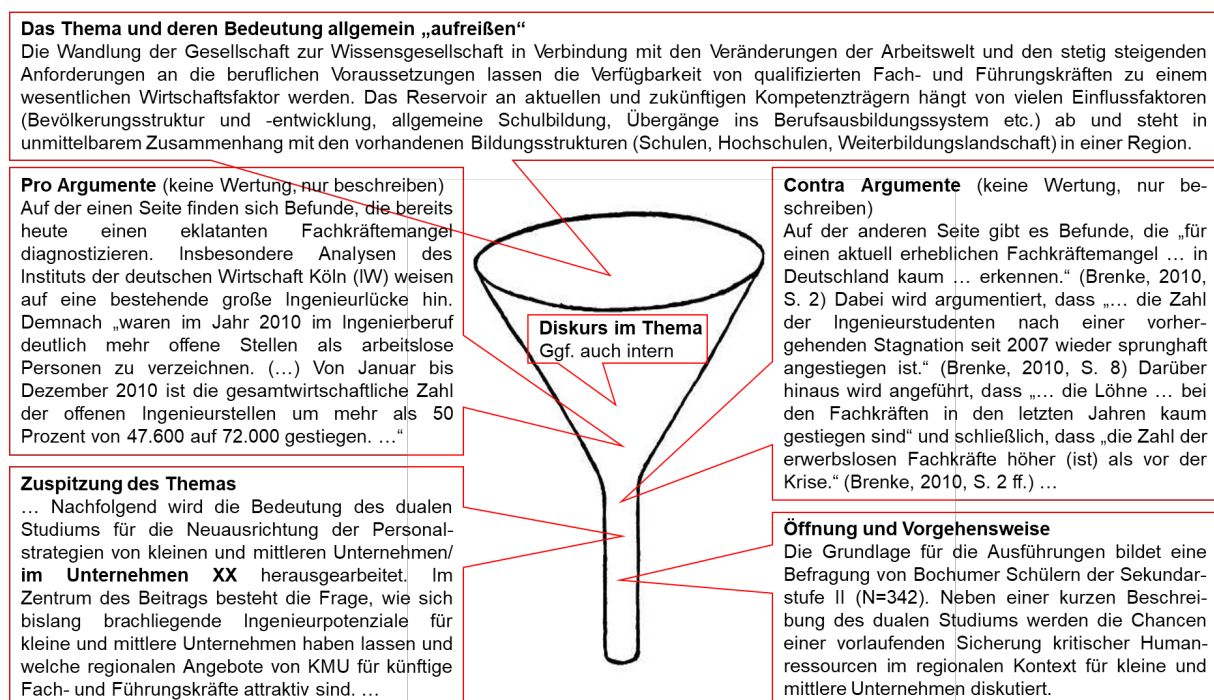 Das Thema und deren Bedeutung allgemein „aufreißen“
Die Wandlung der Gesellschaft zur Wissensgesellschaft in Verbindung mit den Veränderungen der Arbeitswelt und den stetig steigenden
Anforderungen an die beruflichen Voraussetzungen lassen die Verfügbarkeit von qualifizierten Fach- und Führungskräften zu einem
wesentlichen Wirtschaftsfaktor werden. Das Reservoir an aktuellen und zukünftigen Kompetenzträgern hängt von vielen Einflussfaktoren
(Bevölkerungsstruktur und -entwicklung, allgemeine Schulbildung, Übergänge ins Berufsausbildungssystem etc.) ab und steht in
unmittelbarem Zusammenhang mit den vorhandenen Bildungsstrukturen (Schulen, Hochschulen, Weiterbildungslandschaft) in einer Region.
Pro Argumente (keine Wertung, nur beschreiben)
Auf der einen Seite finden sich Befunde, die bereits
heute einen eklatanten Fachkräftemangel
diagnostizieren. Insbesondere Analysen des
Instituts der deutschen Wirtschaft Köln (IW) weisen
auf eine bestehende große Ingenieurlücke hin.
Demnach „waren im Jahr 2010 im Ingenierberuf
deutlich mehr offene Stellen als arbeitslose
Personen zu verzeichnen. (…) Von Januar bis
Dezember 2010 ist die gesamtwirtschaftliche Zahl
der offenen Ingenieurstellen um mehr als 50
Prozent von 47.600 auf 72.000 gestiegen. …“
Diskurs im Thema
Ggf. auch intern
Contra Argumente (keine Wertung, nur be-
schreiben)
Auf der anderen Seite gibt es Befunde, die „für
einen aktuell erheblichen Fachkräftemangel … in
Deutschland kaum … erkennen.“ (Brenke, 2010,
S. 2) Dabei wird argumentiert, dass „… die Zahl
der Ingenieurstudenten nach einer vorher-
gehenden Stagnation seit 2007 wieder sprunghaft
angestiegen ist.“ (Brenke, 2010, S. 8) Darüber
hinaus wird angeführt, dass „… die Löhne … bei
den Fachkräften in den letzten Jahren kaum
gestiegen sind“ und schließlich, dass „die Zahl der
erwerbslosen Fachkräfte höher (ist) als vor der
Krise.“ (Brenke, 2010, S. 2 ff.) …
Zuspitzung des Themas
… Nachfolgend wird die Bedeutung des dualen
Studiums für die Neuausrichtung der Personal-
strategien von kleinen und mittleren Unternehmen/
im Unternehmen XX herausgearbeitet. Im
Zentrum des Beitrags besteht die Frage, wie sich
bislang brachliegende Ingenieurpotenziale für
kleine und mittlere Unternehmen haben lassen und
welche regionalen Angebote von KMU für künftige
Fach- und Führungskräfte attraktiv sind. …
Öffnung und Vorgehensweise
Die Grundlage für die Ausführungen bildet eine
Befragung von Bochumer Schülern der Sekundar-
stufe II (N=342). Neben einer kurzen Beschrei-
bung des dualen Studiums werden die Chancen
einer vorlaufenden Sicherung kritischer Human-
ressourcen im regionalen Kontext für kleine und
mittlere Unternehmen diskutiert.